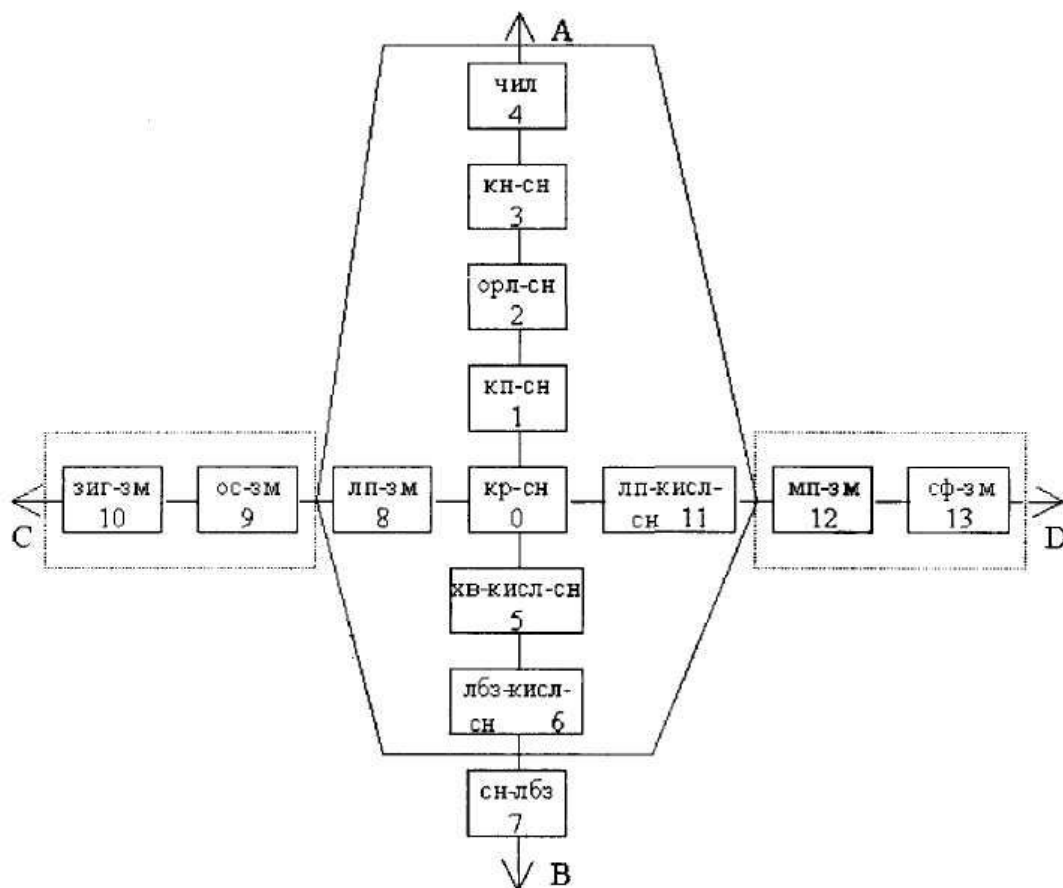 A
чил
4
кн-сн
3
орл-сн
2
кп-сн
1
зиг-зм
10
ос-зм
9
лп-зм
8
кр-сн
0
лп-кисл-
сн 11
мп-зм
12
сф-зм
13
C
D
хв-кисл-сн
5
лбз-кисл-
сн 6
сн-лбз
7
B